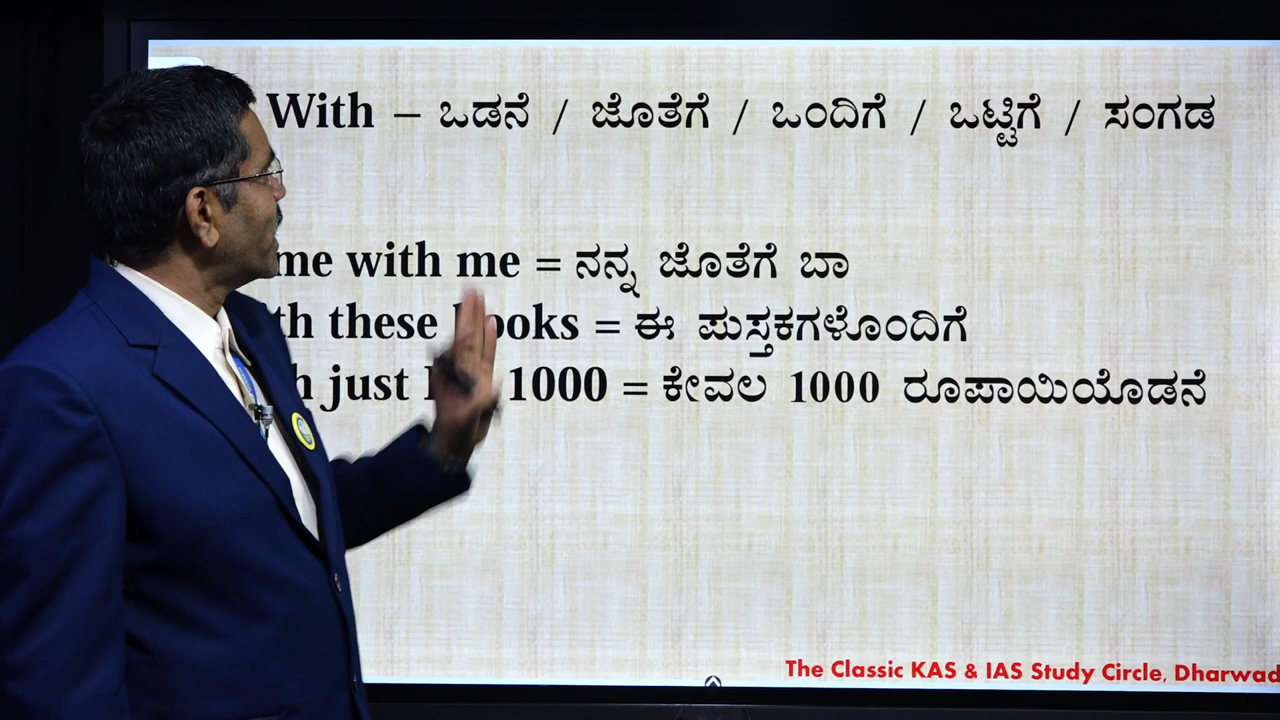 With – ಒಡನೆ / ಜೊತೆಗೆ / ಒಂದಿಗೆ / ಒಟ್ಟಿಗೆ / ಸಂಗಡ
with me = ನನ್ನ ಜೊತೆಗೆ ಬಾ
these = ಈ ಪುಸ್ತಕಗಳೊಂದಿಗೆ
just 1000 = ಕೇವಲ 1000 ರೂಪಾಯಿಯೊಡನೆ
The Classic KAS & IAS Study Circle, Dharwad